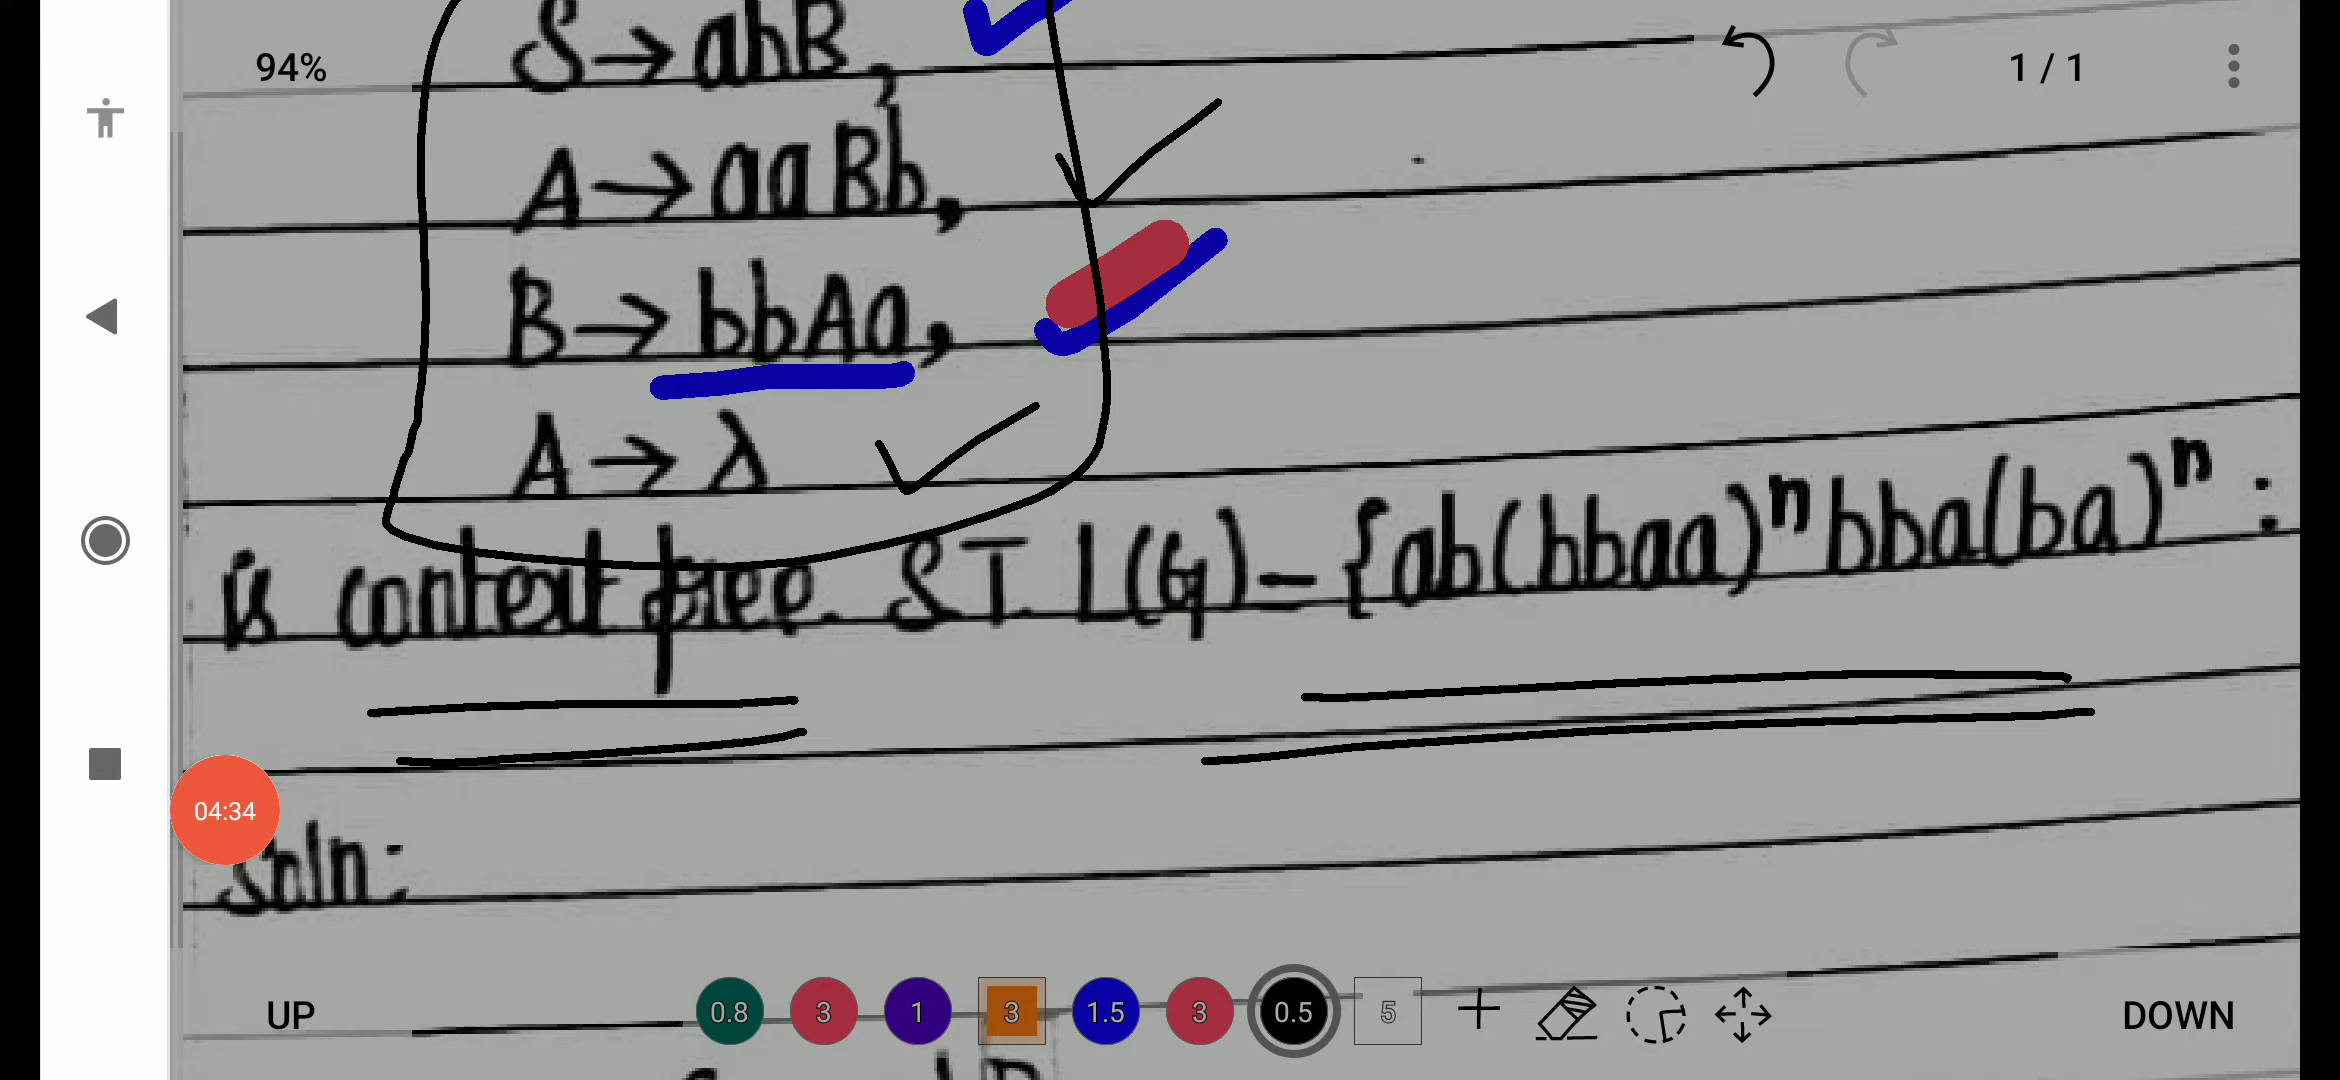 S→abB,
94%
1 / 1
A→aaBb,
B→bbAa,
A→λ
is context free. S.T. L(G)={ab(bbaa)ⁿbba(ba)ⁿ:
04:34
Soln:
UP
0.8 3 1 3 1.5 3 0.5 5
DOWN